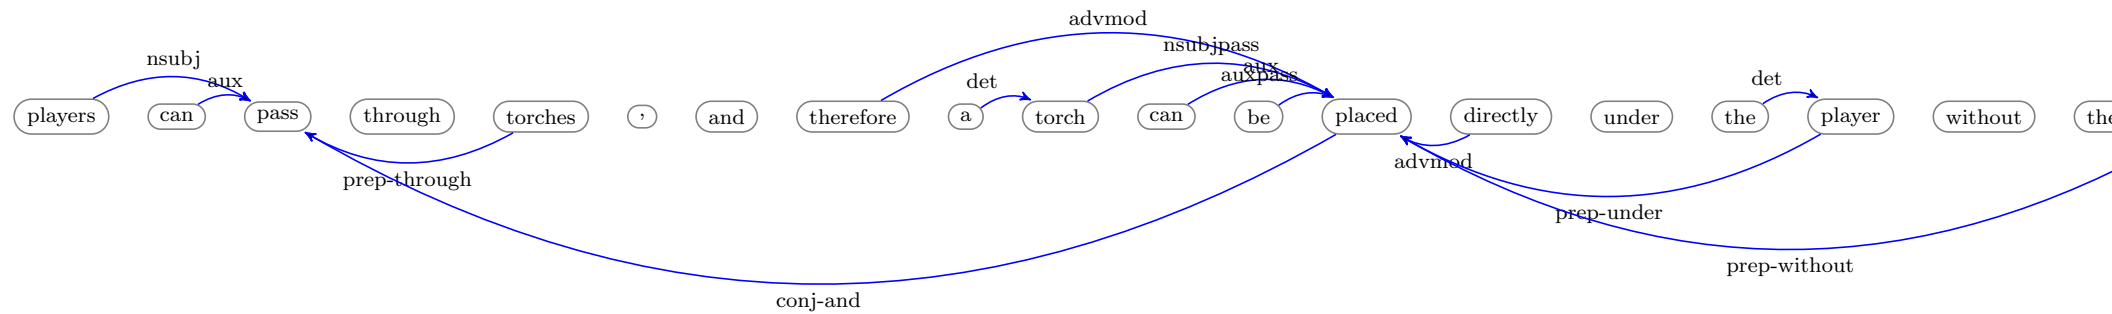 advmod
nsubjpass
nsubj
aux
aux
auxpass
det
det
players can pass through torches , and therefore a torch can be placed directly under the player without the
advmod
prep-through
prep-under
prep-without
conj-and